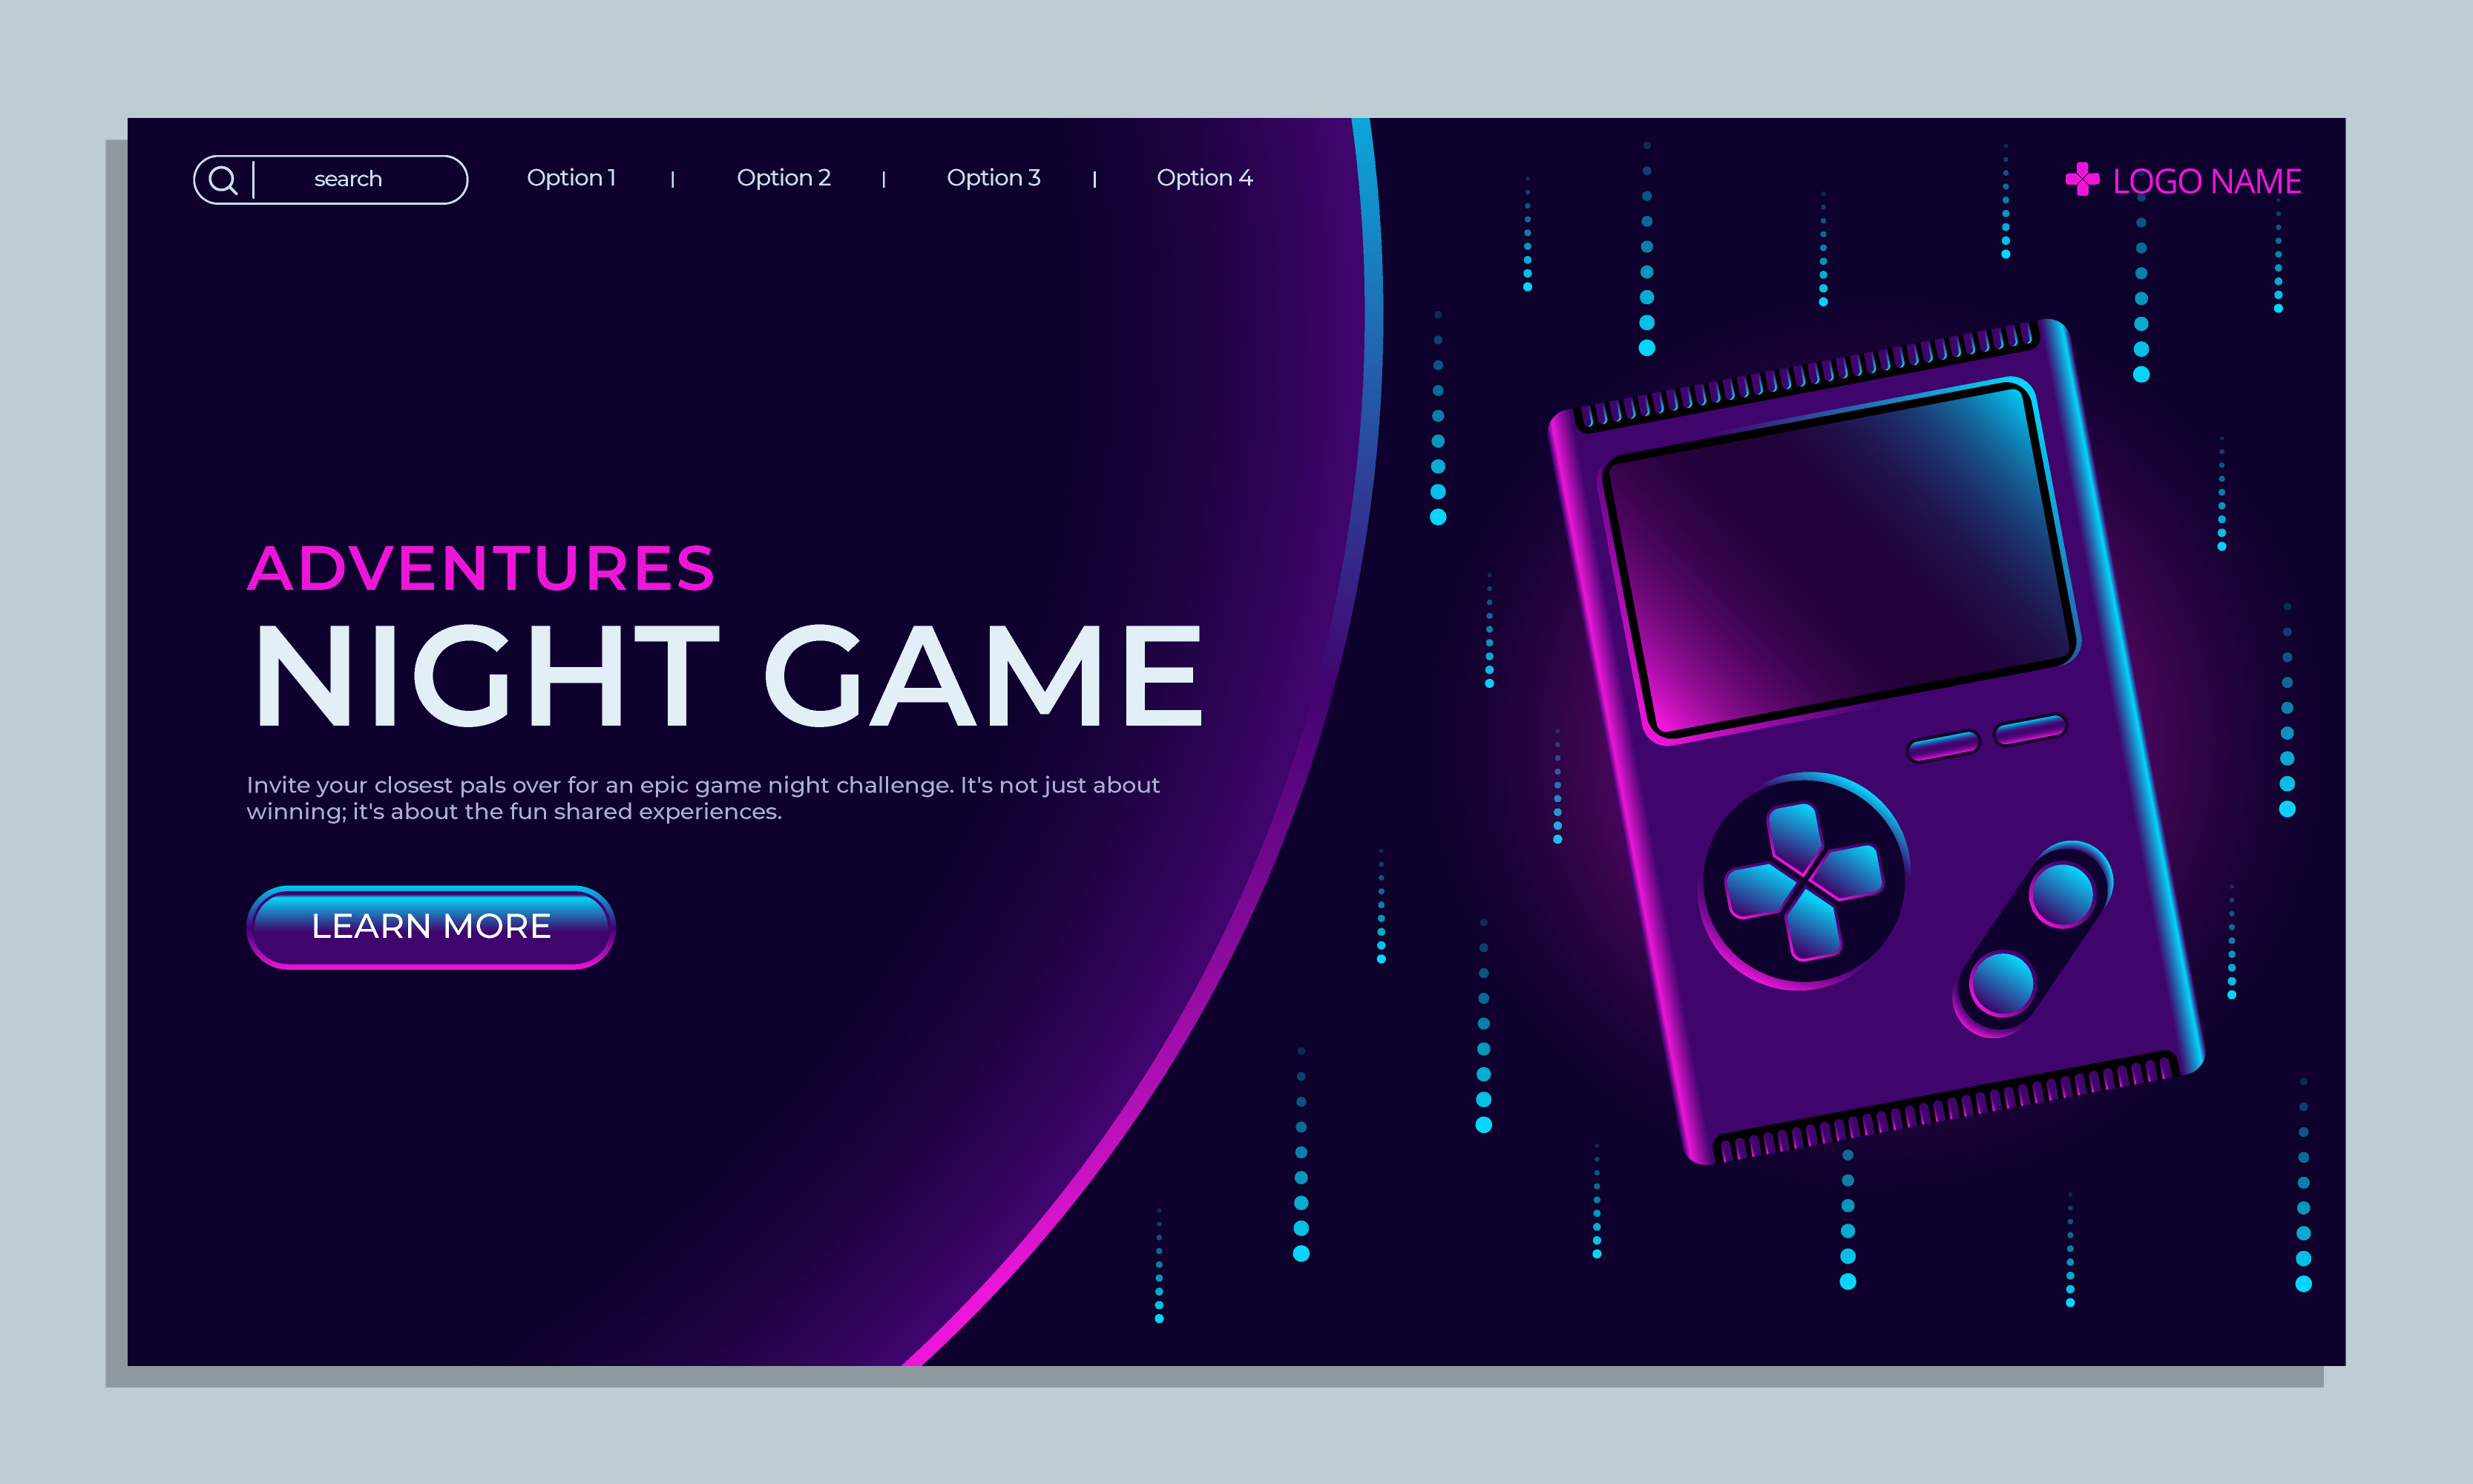 search
Option 1 | Option 2 | Option 3 | Option 4
LOGO NAME
ADVENTURES
NIGHT GAME
Invite your closest pals over for an epic game night challenge. It's not just about
winning; it's about the fun shared experiences.
LEARN MORE